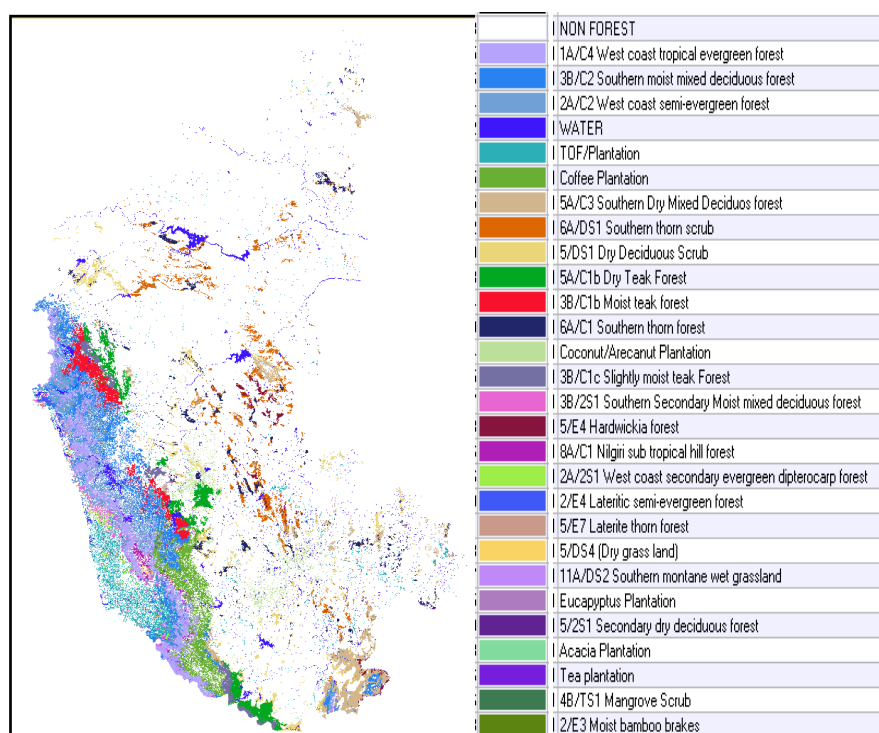 NON FOREST
1A/C4 West coast tropical evergreen forest
3B/C2 Southern moist mixed deciduous forest
2A/C2 West coast semi-evergreen forest
WATER
TOF/Plantation
Coffee Plantation
5A/C3 Southern Dry Mixed Deciduos forest
6A/DS1 Southern thorn scrub
5/DS1 Dry Deciduous Scrub
5A/C1b Dry Teak Forest
3B/C1b Moist teak forest
6A/C1 Southern thorn forest
Coconut/Arecanut Plantation
3B/C1c Slightly moist teak Forest
3B/2S1 Southern Secondary Moist mixed deciduous forest
5/E4 Hardwickia forest
8A/C1 Nilgiri sub tropical hill forest
2A/2S1 West coast secondary evergreen dipterocarp forest
2/E4 Lateritic semi-evergreen forest
5/E7 Laterite thorn forest
5/DS4 (Dry grass land)
11A/DS2 Southern montane wet grassland
Eucapyptus Plantation
5/2S1 Secondary dry deciduous forest
Acacia Plantation
Tea plantation
4B/TS1 Mangrove Scrub
2/E3 Moist bamboo brakes